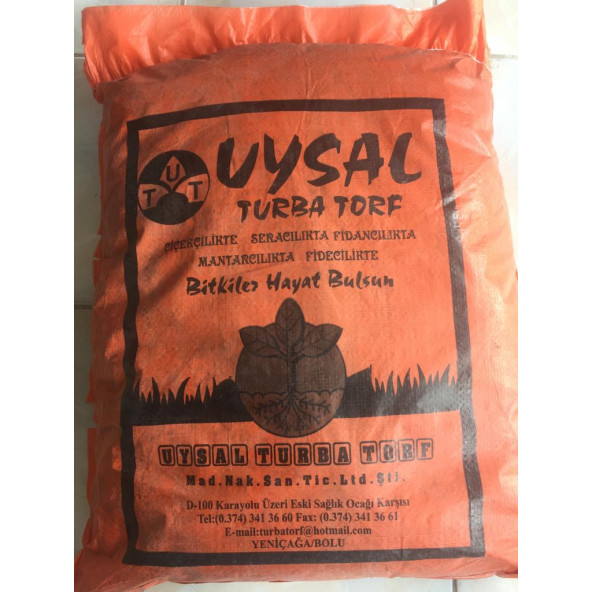 TUT
UYSAL
TURBA TORF
ÇİÇEKÇİLİKTE SERACILIKTA FİDANCILIKTA
MANTARCILIKTA FİDECİLİKTE
Bitkiler Hayat Bulsun
UYSAL TURBA TORF
Mad.Nak.San.Tic.Ltd.Şti.
D-100 Karayolu Üzeri Eski Sağlık Ocağı Karşısı
Tel:(0.374) 341 36 60 Fax: (0.374) 341 36 61
E-mail:turbatorf@hotmail.com
YENİÇAĞA/BOLU